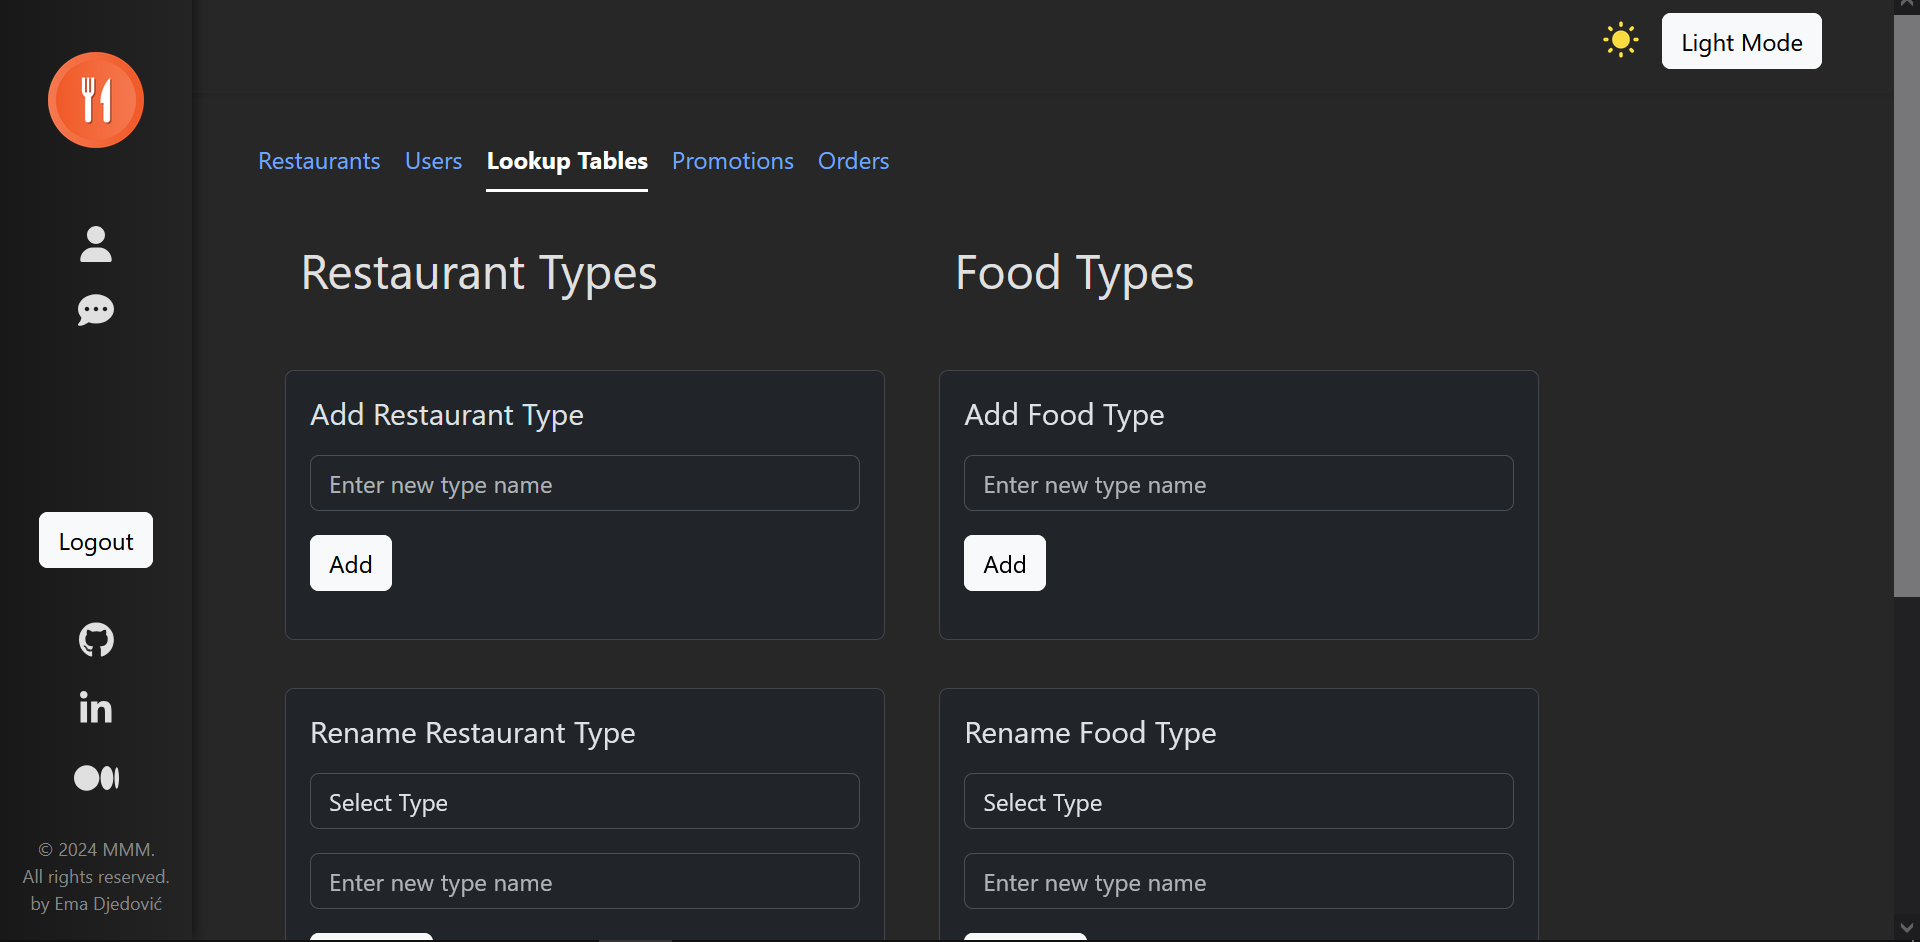 Light Mode
Restaurants Users Lookup Tables Promotions Orders
Restaurant Types
Food Types
Add Restaurant Type
Enter new type name
Add
Add Food Type
Enter new type name
Add
Rename Restaurant Type
Select Type
Enter new type name
Rename Food Type
Select Type
Enter new type name
Logout
in
© 2024 MMM.
All rights reserved.
by Ema Djedović